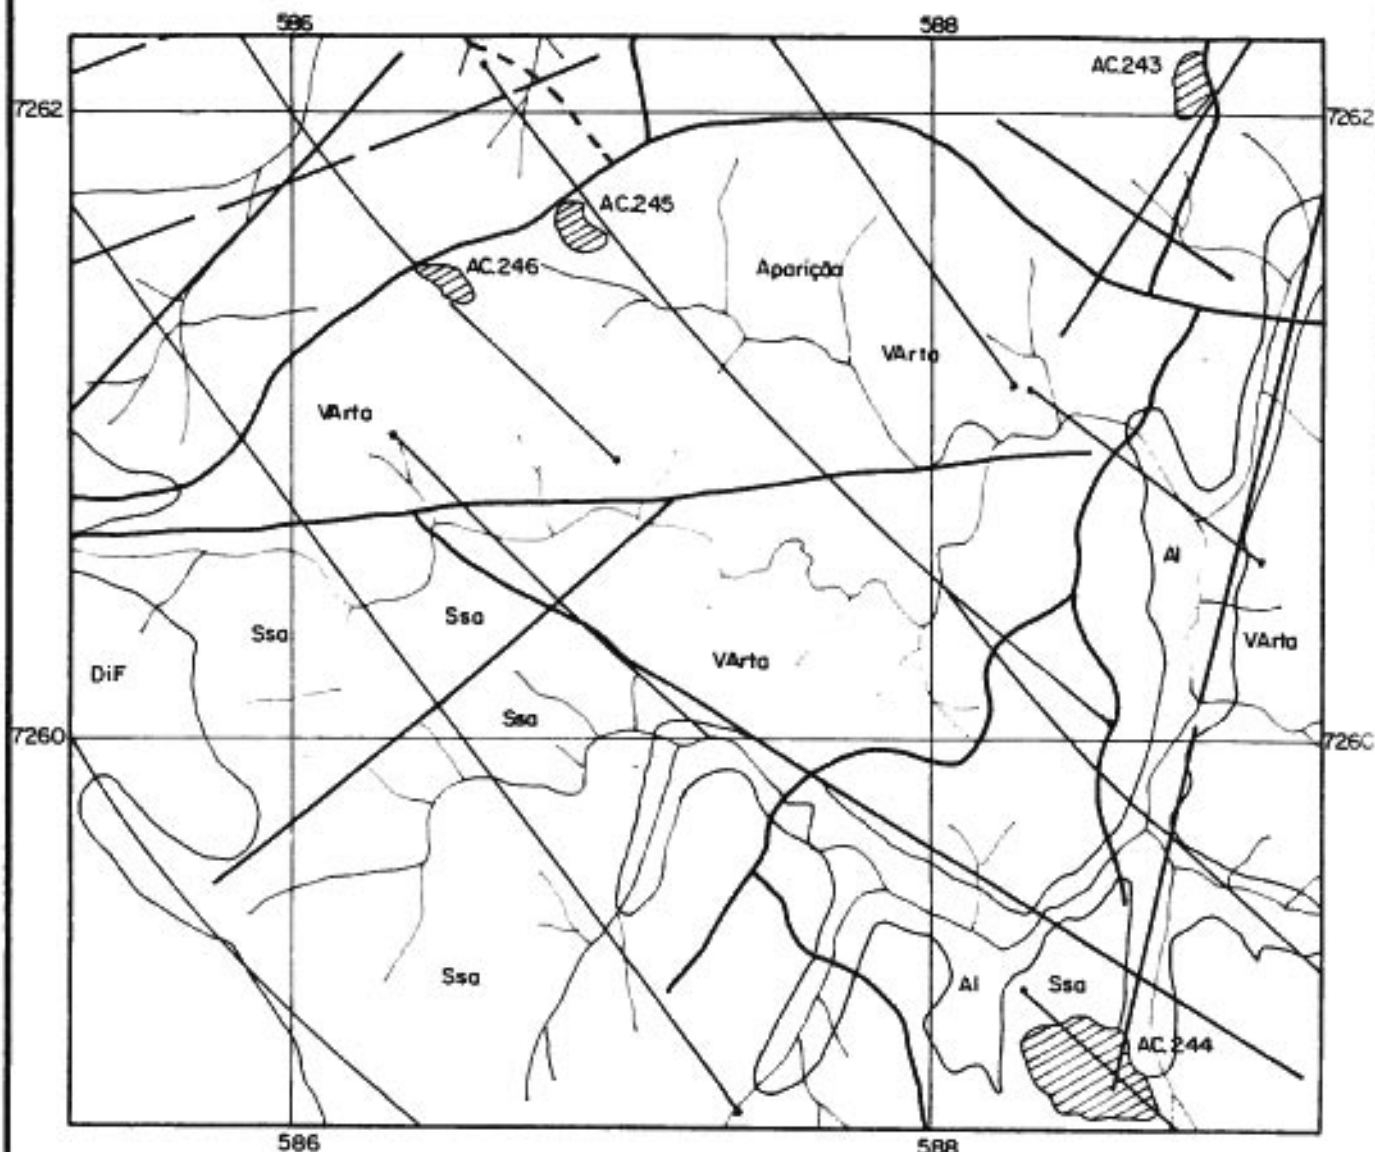 586
588
AC.243
7262
7262
AC.245
AC.246
Aparição
VArta
VArta
Al
Ssa
Ssa
VArta
VArta
DiF
Ssa
7260
7260
Ssa
Al
Ssa
AC.244
586
588